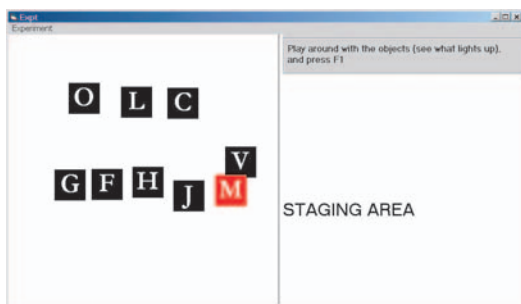 Expt
Experiment
Play around with the objects (see what lights up),
and press F1
O L C
V
G F H J M
STAGING AREA